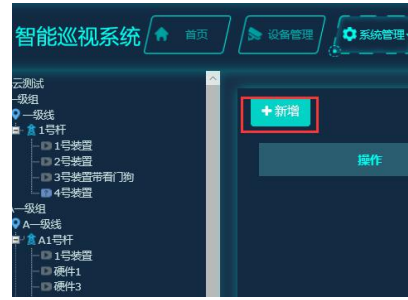 智能巡视系统
首页
设备管理
系统管理
云测试
一级组
一级线
1号杆
1号装置
2号装置
3号装置带看门狗
4号装置
A一级线
A1号杆
1号装置
硬件1
硬件3
+新增
操作